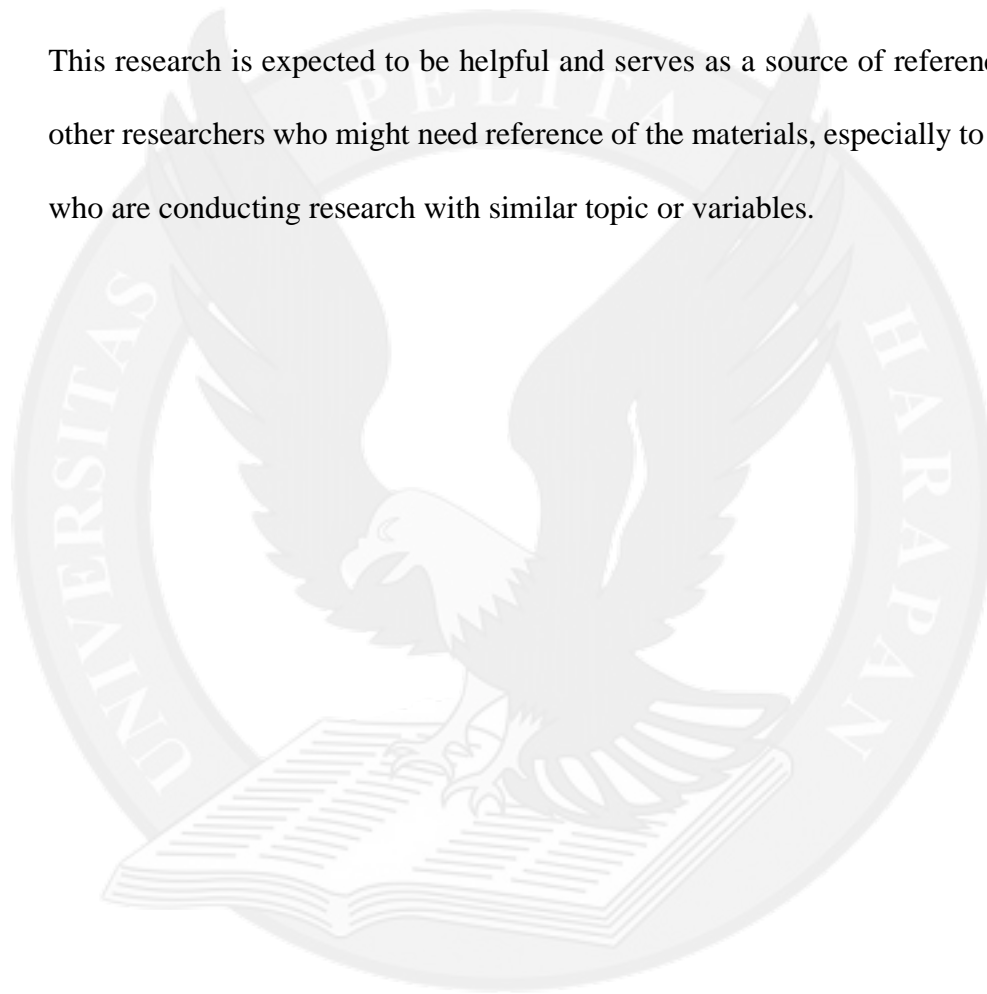 This research is expected to be helpful and serves as a source of referen
other researchers who might need reference of the materials, especially to
who are conducting research with similar topic or variables.
UNIVERSITAS PELITA HARAPAN